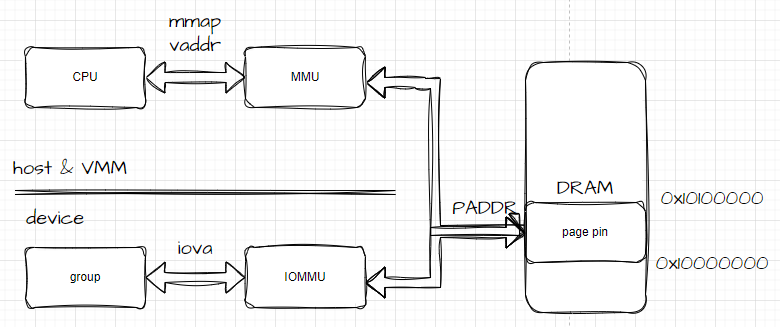 mmap
vaddr
CPU
MMU
host & VMM
DRAM
0x10100000
PADDR
device
page pin
iova
0x10000000
group
IOMMU